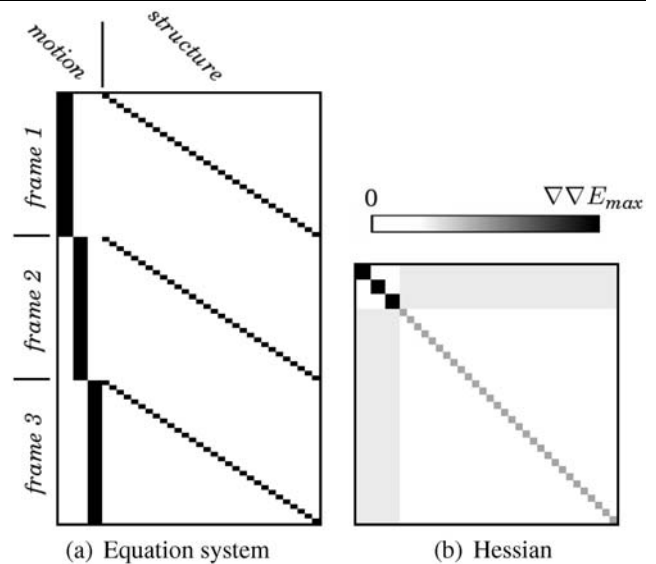 motion
structure
frame 1
frame 2
frame 3
0
∇∇E_max
(a) Equation system
(b) Hessian